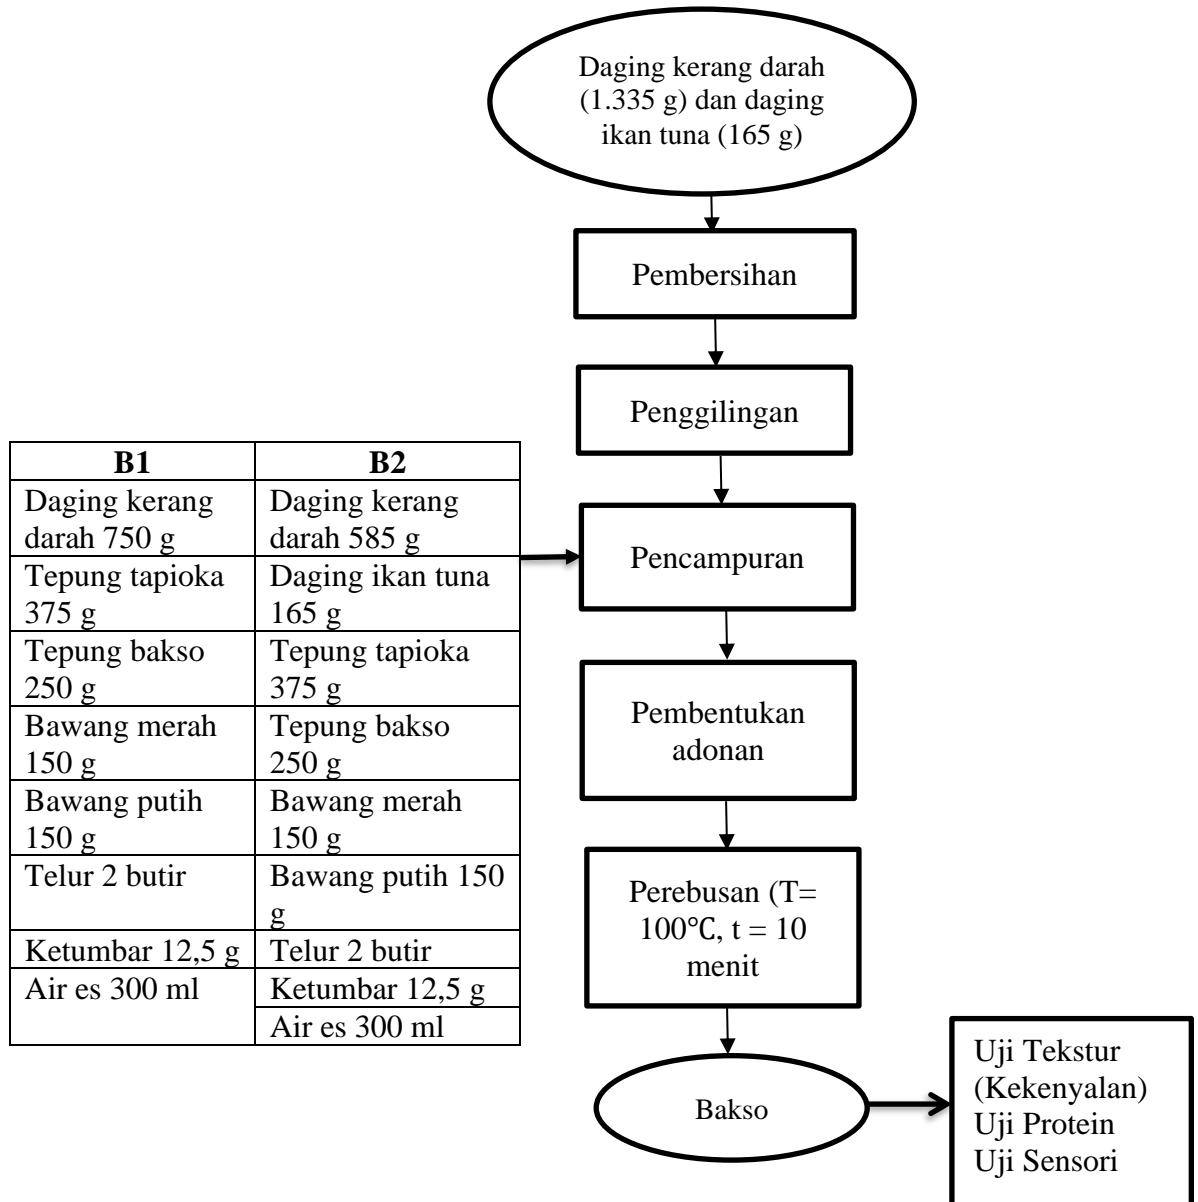 Daging kerang darah
(1.335 g) dan daging
ikan tuna (165 g)
Pembersihan
Penggilingan
B1
B2
Daging kerang
darah 750 g
Daging kerang
darah 585 g
Tepung tapioka
375 g
Daging ikan tuna
165 g
Tepung bakso
250 g
Tepung tapioka
375 g
Bawang merah
150 g
Tepung bakso
250 g
Bawang putih
150 g
Bawang merah
150 g
Telur 2 butir
Bawang putih 150
g
Ketumbar 12,5 g
Telur 2 butir
Air es 300 ml
Ketumbar 12,5 g
Air es 300 ml
Pencampuran
Pembentukan
adonan
Perebusan (T=
100°C, t = 10
menit
Bakso
Uji Tekstur
(Kekenyalan)
Uji Protein
Uji Sensori